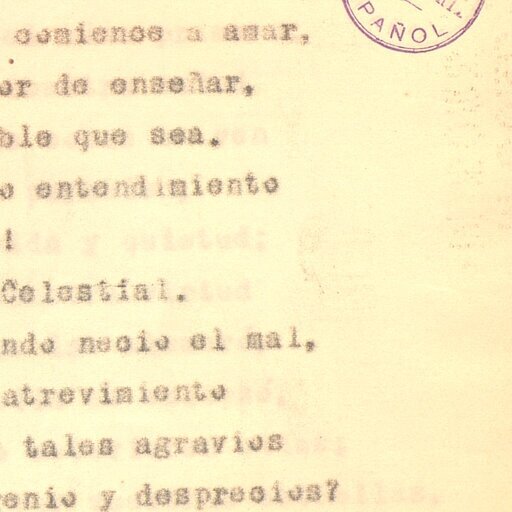 PAÑOL
comience a amar,
or de enseñar,
ble que sea.
o entendimiento
!
Celestial.
ndo necio el mal,
atrevimiento
tales agravios
enio y desprecios?